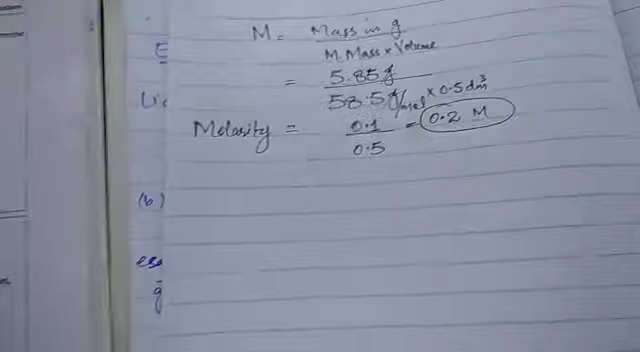 M = Mass in g
M. Mass × Volume
= 5.85 g
58.5 g/mol × 0.5 dm³
Molarity = 0.1 = 0.2 M
0.5
(b)